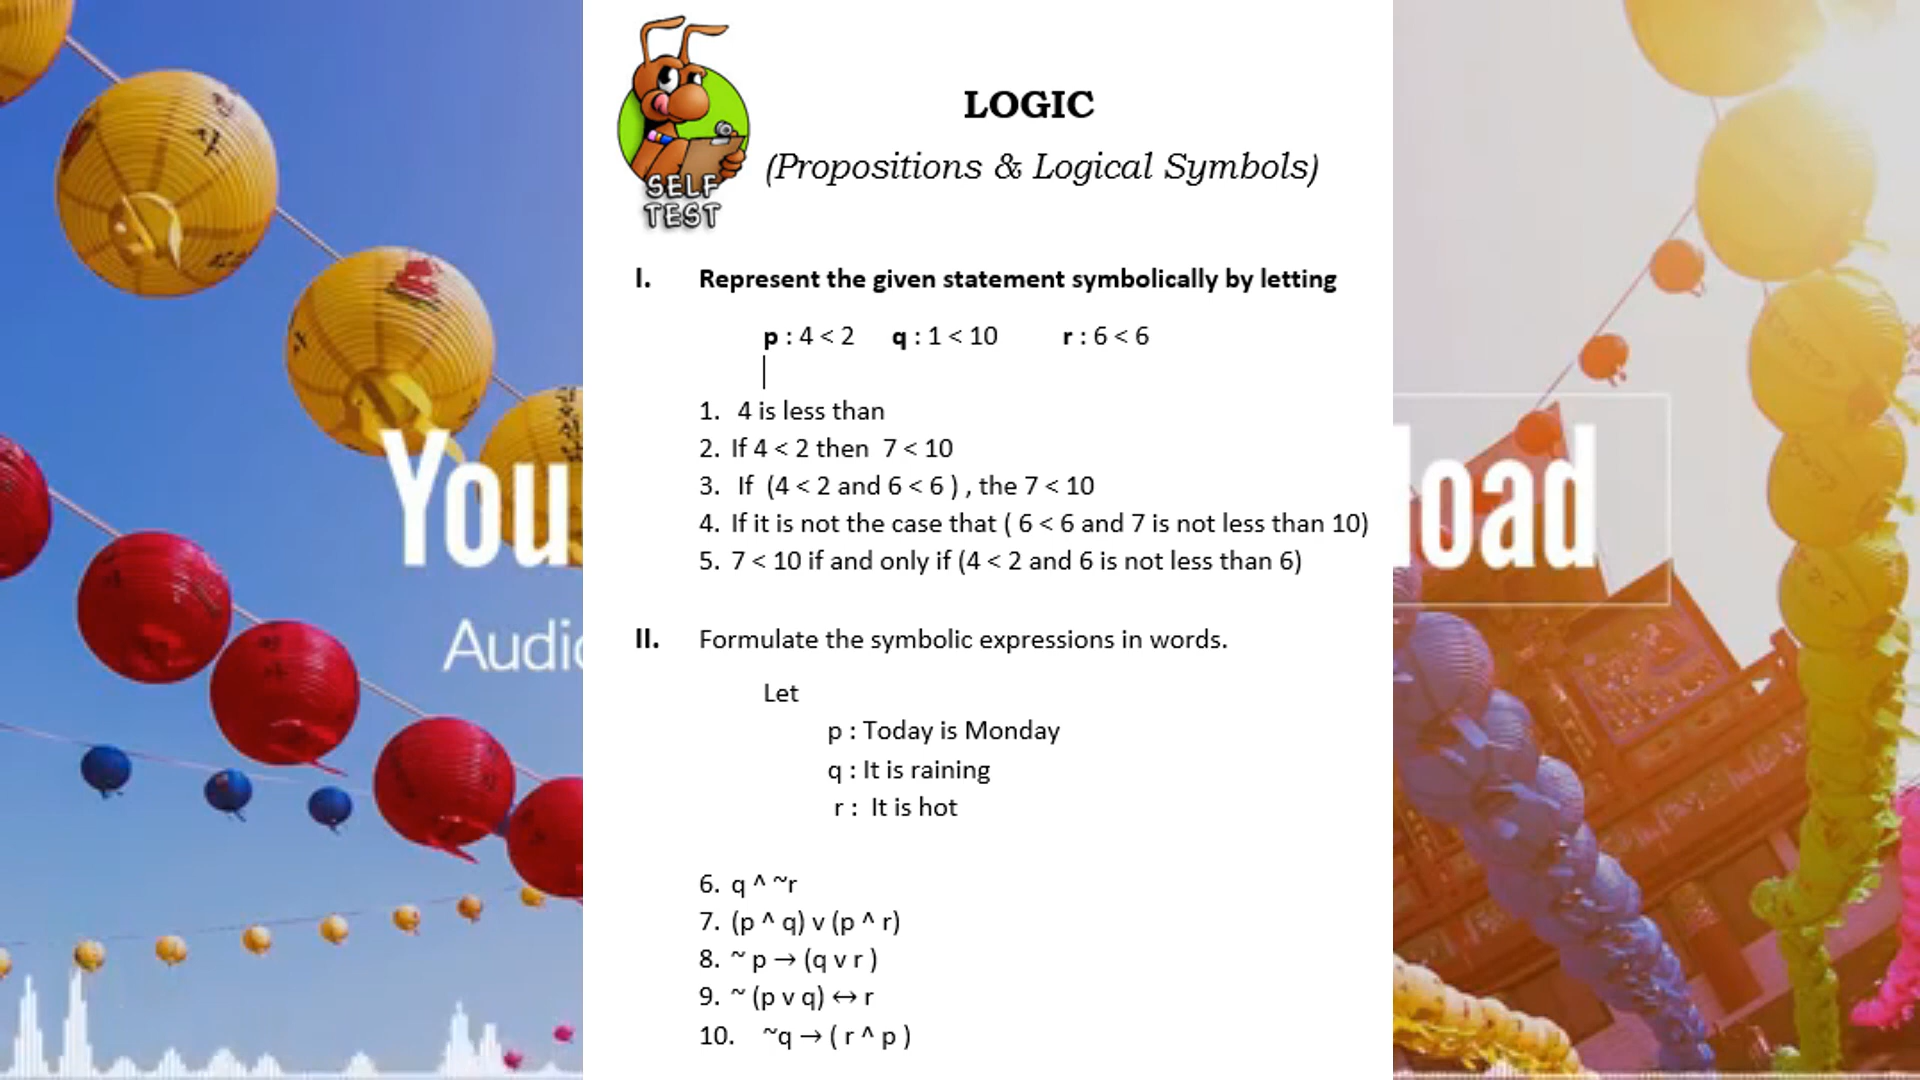 SELF
TEST
LOGIC
(Propositions & Logical Symbols)
I. Represent the given statement symbolically by letting
p : 4 < 2 q : 1 < 10 r : 6 < 6
1. 4 is less than
2. If 4 < 2 then 7 < 10
3. If (4 < 2 and 6 < 6 ) , the 7 < 10
4. If it is not the case that ( 6 < 6 and 7 is not less than 10)
5. 7 < 10 if and only if (4 < 2 and 6 is not less than 6)
II. Formulate the symbolic expressions in words.
Let
p : Today is Monday
q : It is raining
r : It is hot
6. q ^ ~r
7. (p ^ q) v (p ^ r)
8. ~ p → (q v r )
9. ~ (p v q) ↔ r
10. ~q → ( r ^ p )
You
load
Audio